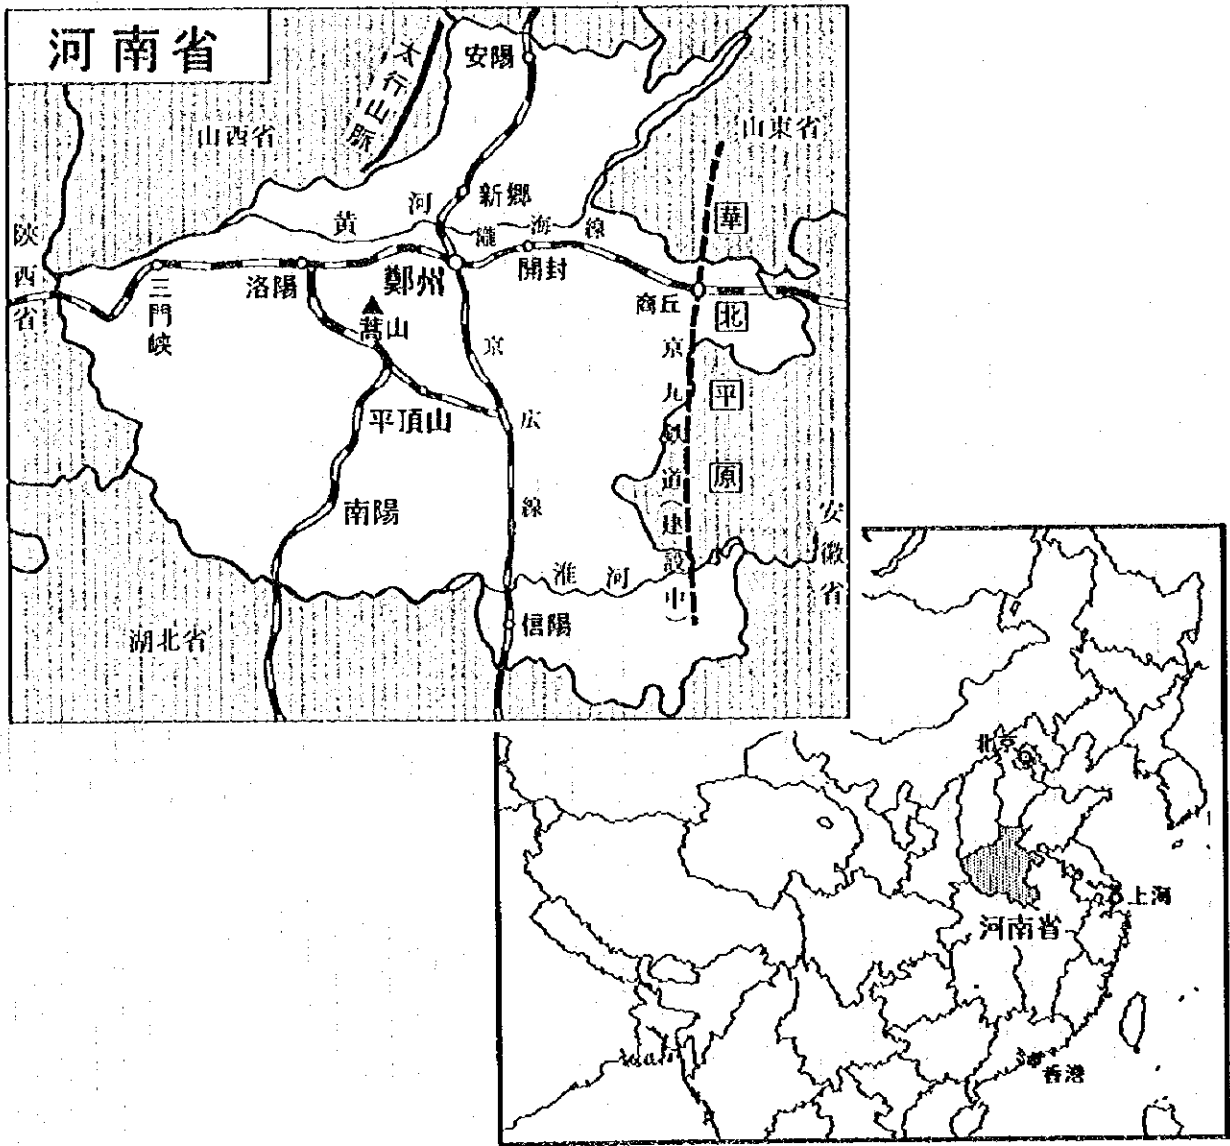 河南省
太行山脈
安陽
山西省
山東省
新郷
黄河
隴海線
陝西省
三門峡
洛陽
鄭州
開封
商丘
嵩山
華北平原
京広線
京九鉄道(建設中)
平頂山
南陽
安徽省
淮河
信陽
湖北省
北京
上海
河南省
香港